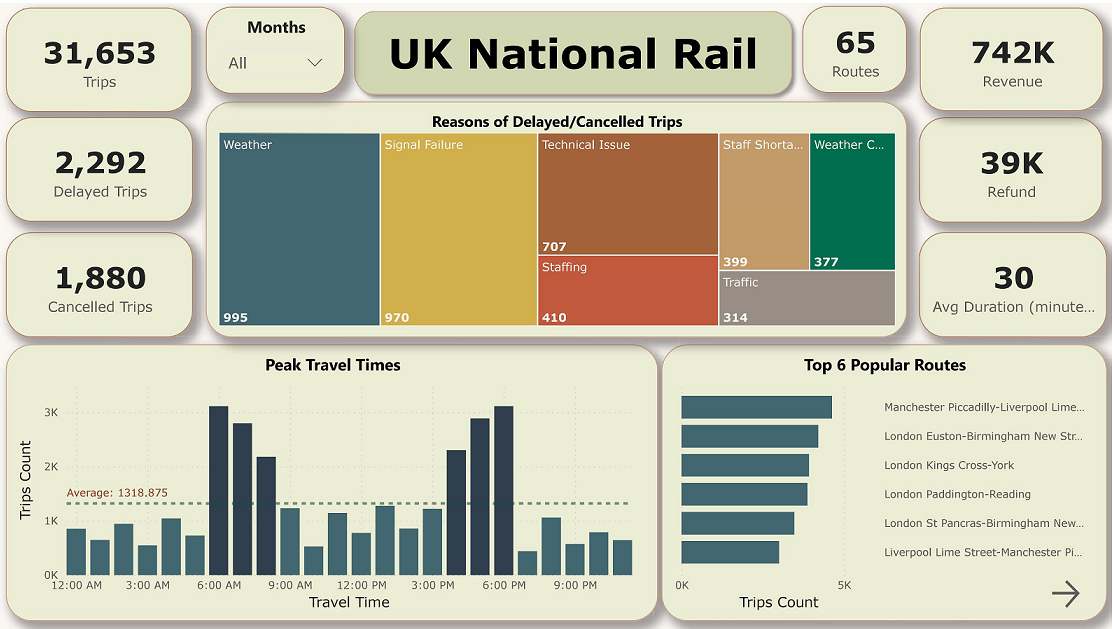 31,653
Trips
Months
All
UK National Rail
65
Routes
742K
Revenue
2,292
Delayed Trips
1,880
Cancelled Trips
Reasons of Delayed/Cancelled Trips
Weather
995
Signal Failure
970
Technical Issue
707
Staffing
410
Staff Shorta...
399
Weather C...
377
Traffic
314
39K
Refund
30
Avg Duration (minute...
Peak Travel Times
Trips Count
3K
2K
1K
0K
Average: 1318.875
12:00 AM
3:00 AM
6:00 AM
9:00 AM
12:00 PM
3:00 PM
6:00 PM
9:00 PM
Travel Time
Top 6 Popular Routes
Manchester Piccadilly-Liverpool Lime...
London Euston-Birmingham New Str...
London Kings Cross-York
London Paddington-Reading
London St Pancras-Birmingham New...
Liverpool Lime Street-Manchester Pi...
0K
5K
Trips Count